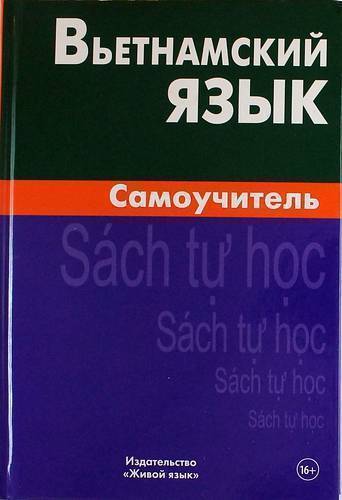 Вьетнамский
язык
Самоучитель
Sách tự học
Sách tự học
Sách tự học
Sách tự học
Издательство
«Живой язык»
16+